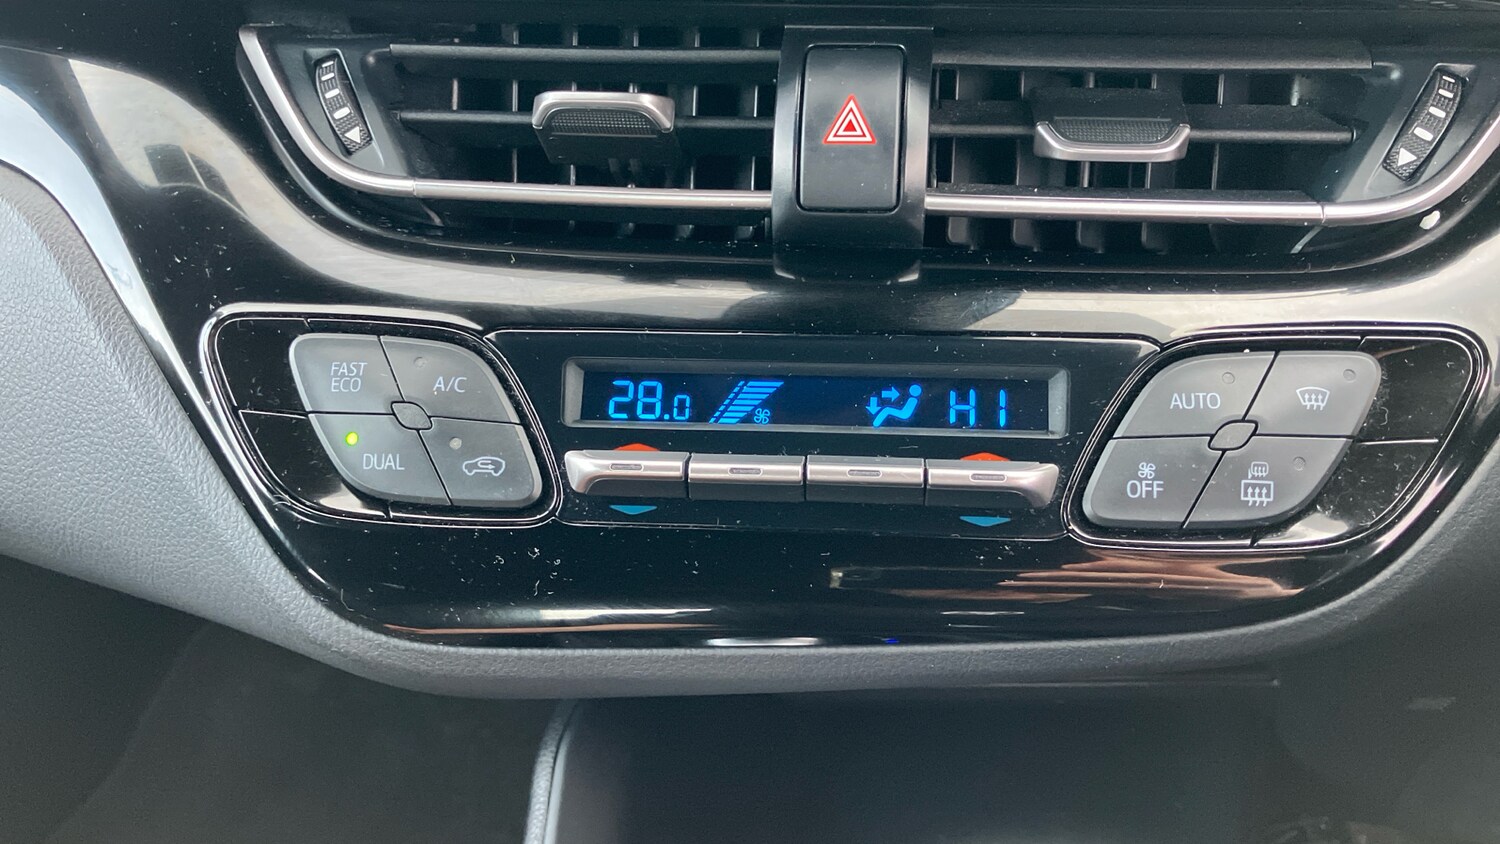 28.0 HI
FAST
ECO
A/C
DUAL
AUTO
OFF